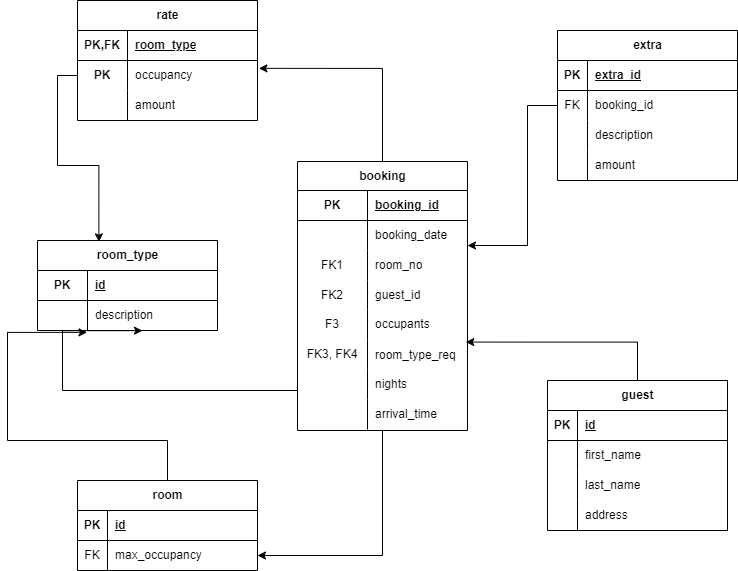 rate
PK,FK room_type
PK occupancy
amount
extra
PK extra_id
FK booking_id
description
amount
booking
PK booking_id
booking_date
FK1 room_no
FK2 guest_id
F3 occupants
FK3, FK4 room_type_req
nights
arrival_time
room_type
PK id
description
guest
PK id
first_name
last_name
address
room
PK id
FK max_occupancy